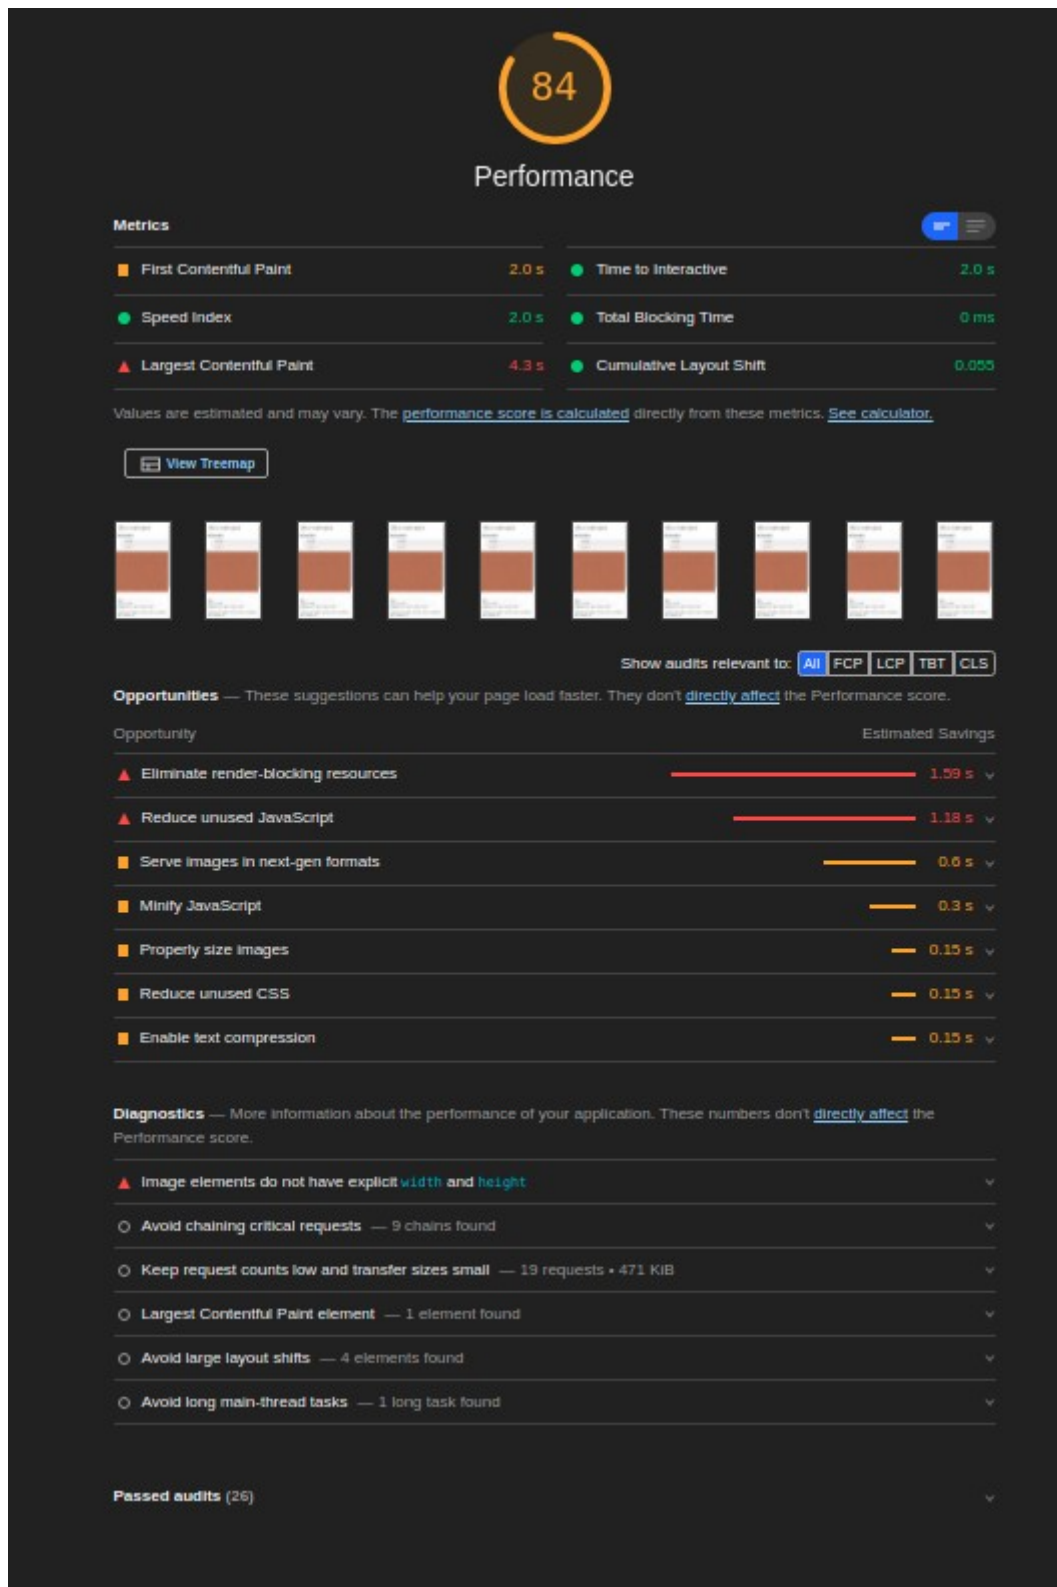 84
Performance
Metrics
First Contentful Paint 2.0 s
Time to Interactive 2.0 s
Speed Index 2.0 s
Total Blocking Time 0 ms
Largest Contentful Paint 4.3 s
Cumulative Layout Shift 0.055
Values are estimated and may vary. The performance score is calculated directly from these metrics. See calculator.
View Treemap
Show audits relevant to: All FCP LCP TBT CLS
Opportunities — These suggestions can help your page load faster. They don't directly affect the Performance score.
Opportunity Estimated Savings
Eliminate render-blocking resources 1.59 s
Reduce unused JavaScript 1.18 s
Serve images in next-gen formats 0.6 s
Minify JavaScript 0.3 s
Properly size images 0.15 s
Reduce unused CSS 0.15 s
Enable text compression 0.15 s
Diagnostics — More information about the performance of your application. These numbers don't directly affect the
Performance score.
Image elements do not have explicit width and height
Avoid chaining critical requests — 9 chains found
Keep request counts low and transfer sizes small — 19 requests • 471 KiB
Largest Contentful Paint element — 1 element found
Avoid large layout shifts — 4 elements found
Avoid long main-thread tasks — 1 long task found
Passed audits (26)